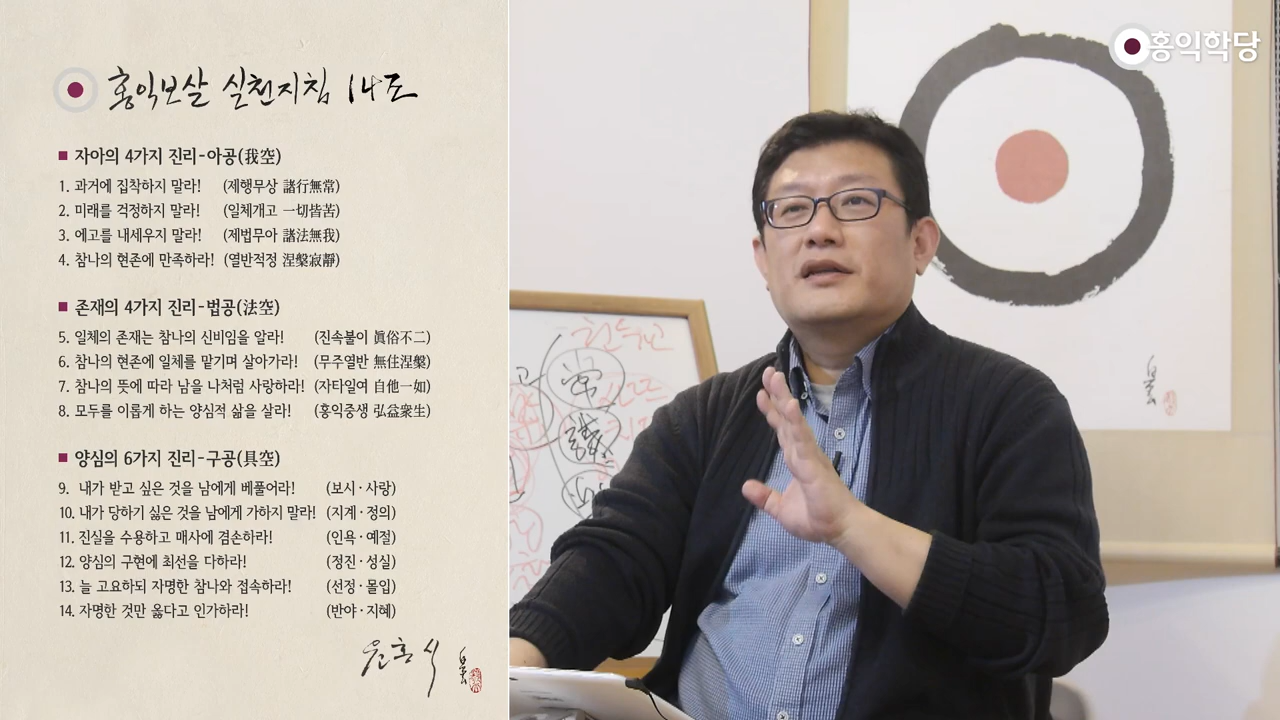 홍익보살 실천지침 14조
■ 자아의 4가지 진리-아공(我空)
1. 과거에 집착하지 말라! (제행무상 諸行無常)
2. 미래를 걱정하지 말라! (일체개고 一切皆苦)
3. 에고를 내세우지 말라! (제법무아 諸法無我)
4. 참나의 현존에 만족하라! (열반적정 涅槃寂靜)
■ 존재의 4가지 진리-법공(法空)
5. 일체의 존재는 참나의 신비임을 알라! (진속불이 眞俗不二)
6. 참나의 현존에 일체를 맡기며 살아가라! (무주열반 無住涅槃)
7. 참나의 뜻에 따라 남을 나처럼 사랑하라! (자타일여 自他一如)
8. 모두를 이롭게 하는 양심적 삶을 살라! (홍익중생 弘益衆生)
■ 양심의 6가지 진리-구공(具空)
9. 내가 받고 싶은 것을 남에게 베풀어라! (보시·사랑)
10. 내가 당하기 싫은 것을 남에게 가하지 말라! (지계·정의)
11. 진실을 수용하고 매사에 겸손하라! (인욕·예절)
12. 양심의 구현에 최선을 다하라! (정진·성실)
13. 늘 고요하되 자명한 참나와 접속하라! (선정·몰입)
14. 자명한 것만 옳다고 인가하라! (반야·지혜)
윤홍식
홍익학당
常